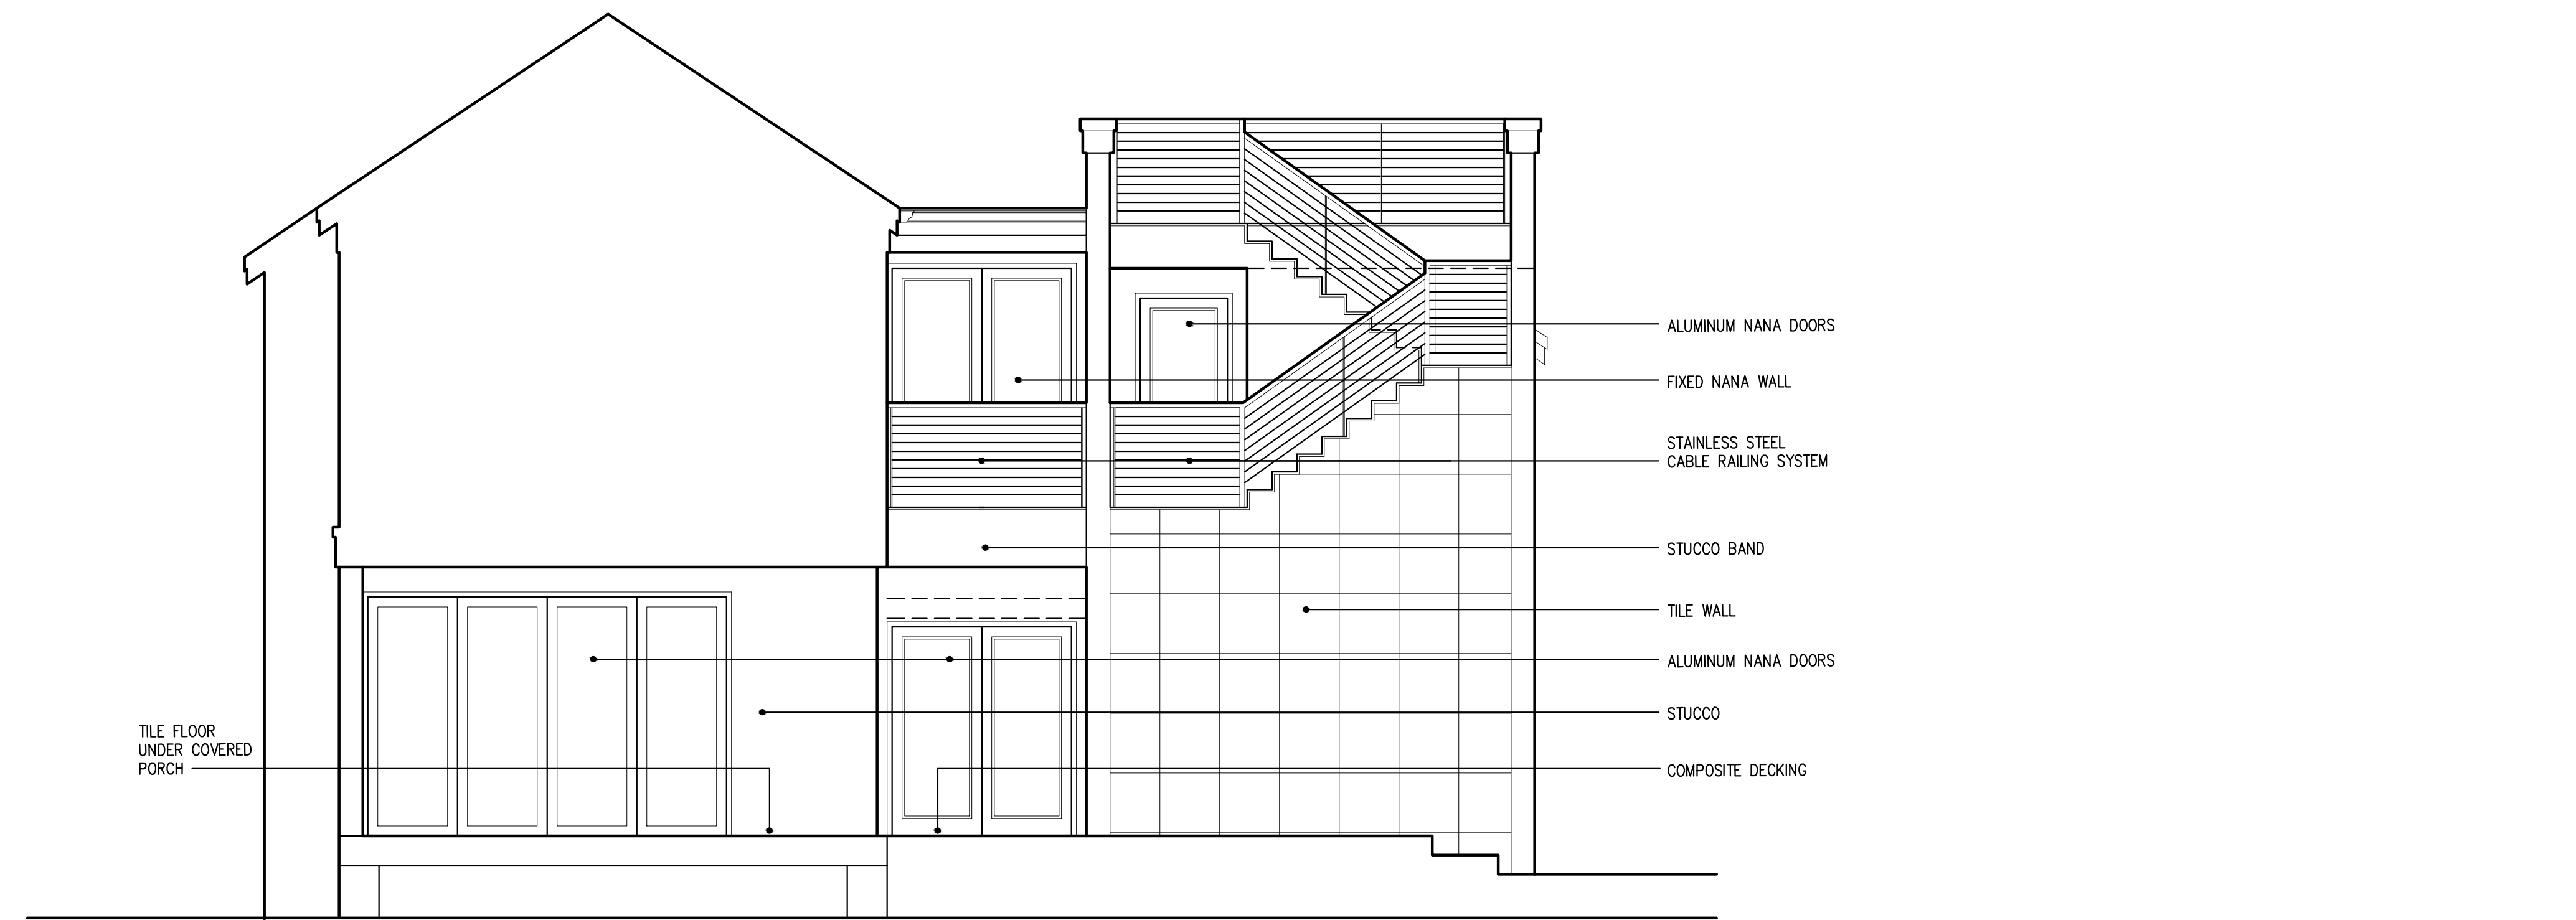 ALUMINUM NANA DOORS
FIXED NANA WALL
STAINLESS STEEL
CABLE RAILING SYSTEM
STUCCO BAND
TILE WALL
ALUMINUM NANA DOORS
STUCCO
TILE FLOOR
UNDER COVERED
PORCH
COMPOSITE DECKING